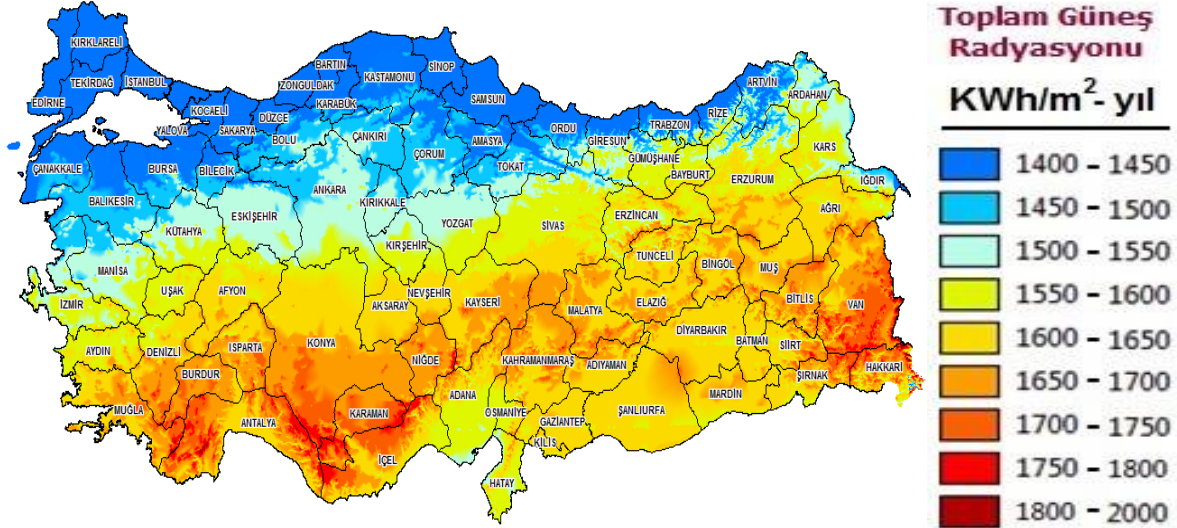 KIRKLARELİ
TEKİRDAĞ
İSTANBUL
EDİRNE
KOCAELİ
YALOVA
SAKARYA
DÜZCE
ZONGULDAK
BARTIN
KARABÜK
KASTAMONU
SİNOP
SAMSUN
BOLU
ÇANKIRI
ÇORUM
AMASYA
TOKAT
ORDU
GİRESUN
TRABZON
RİZE
ARTVİN
ARDAHAN
KARS
GÜMÜŞHANE
BAYBURT
ERZURUM
IĞDIR
AĞRI
ÇANAKKALE
BURSA
BİLECİK
BALIKESİR
KÜTAHYA
ESKİŞEHİR
ANKARA
KIRIKKALE
YOZGAT
KIRŞEHİR
SİVAS
ERZİNCAN
TUNCELİ
BİNGÖL
MUŞ
BİTLİS
VAN
MANİSA
İZMİR
UŞAK
AFYON
AKSARAY
NEVŞEHİR
KAYSERİ
MALATYA
ELAZIĞ
DİYARBAKIR
BATMAN
SİİRT
HAKKARİ
ŞIRNAK
MARDİN
AYDIN
DENİZLİ
ISPARTA
BURDUR
KONYA
NİĞDE
KAHRAMANMARAŞ
ADIYAMAN
ŞANLIURFA
MUĞLA
ANTALYA
KARAMAN
İÇEL
ADANA
OSMANİYE
GAZİANTEP
KİLİS
HATAY
Toplam Güneş
Radyasyonu
KWh/m²- yıl
1400 - 1450
1450 - 1500
1500 - 1550
1550 - 1600
1600 - 1650
1650 - 1700
1700 - 1750
1750 - 1800
1800 - 2000